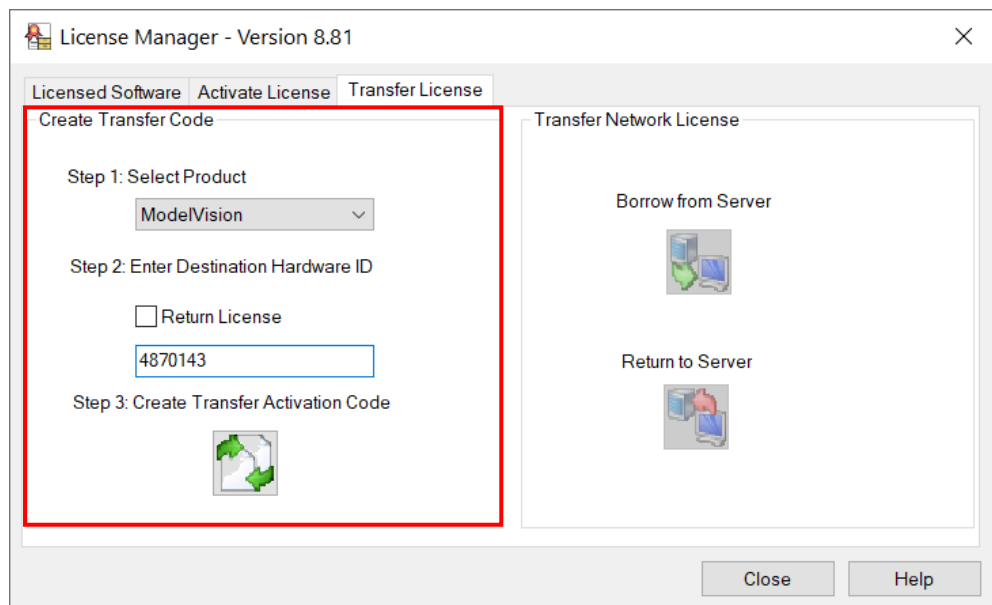 License Manager - Version 8.81
Licensed Software
Activate License
Transfer License
Create Transfer Code
Step 1: Select Product
ModelVision
Step 2: Enter Destination Hardware ID
Return License
4870143
Step 3: Create Transfer Activation Code
Transfer Network License
Borrow from Server
Return to Server
Close
Help